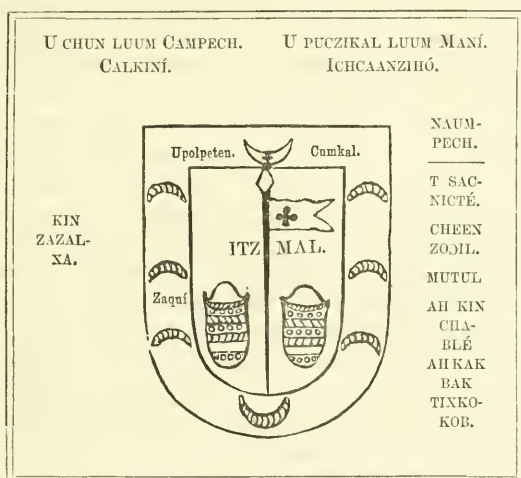 U CHUN LUUM CAMPECH.
CALKINÍ.
U PUCZIKAL LUUM MANÍ.
ICHCAANZIHÓ.
Upolpeten.
Cumkal.
ITZ MAL.
Zaquí
KIN
ZAZAL-
XA.
NAUM-
PECH.
T SAC-
NICTÉ.
CHEEN
ZOƆIL.
MUTUL
AH KIN
CHA-
BLÉ
AH KAK
BAK
TIXKO-
KOB.